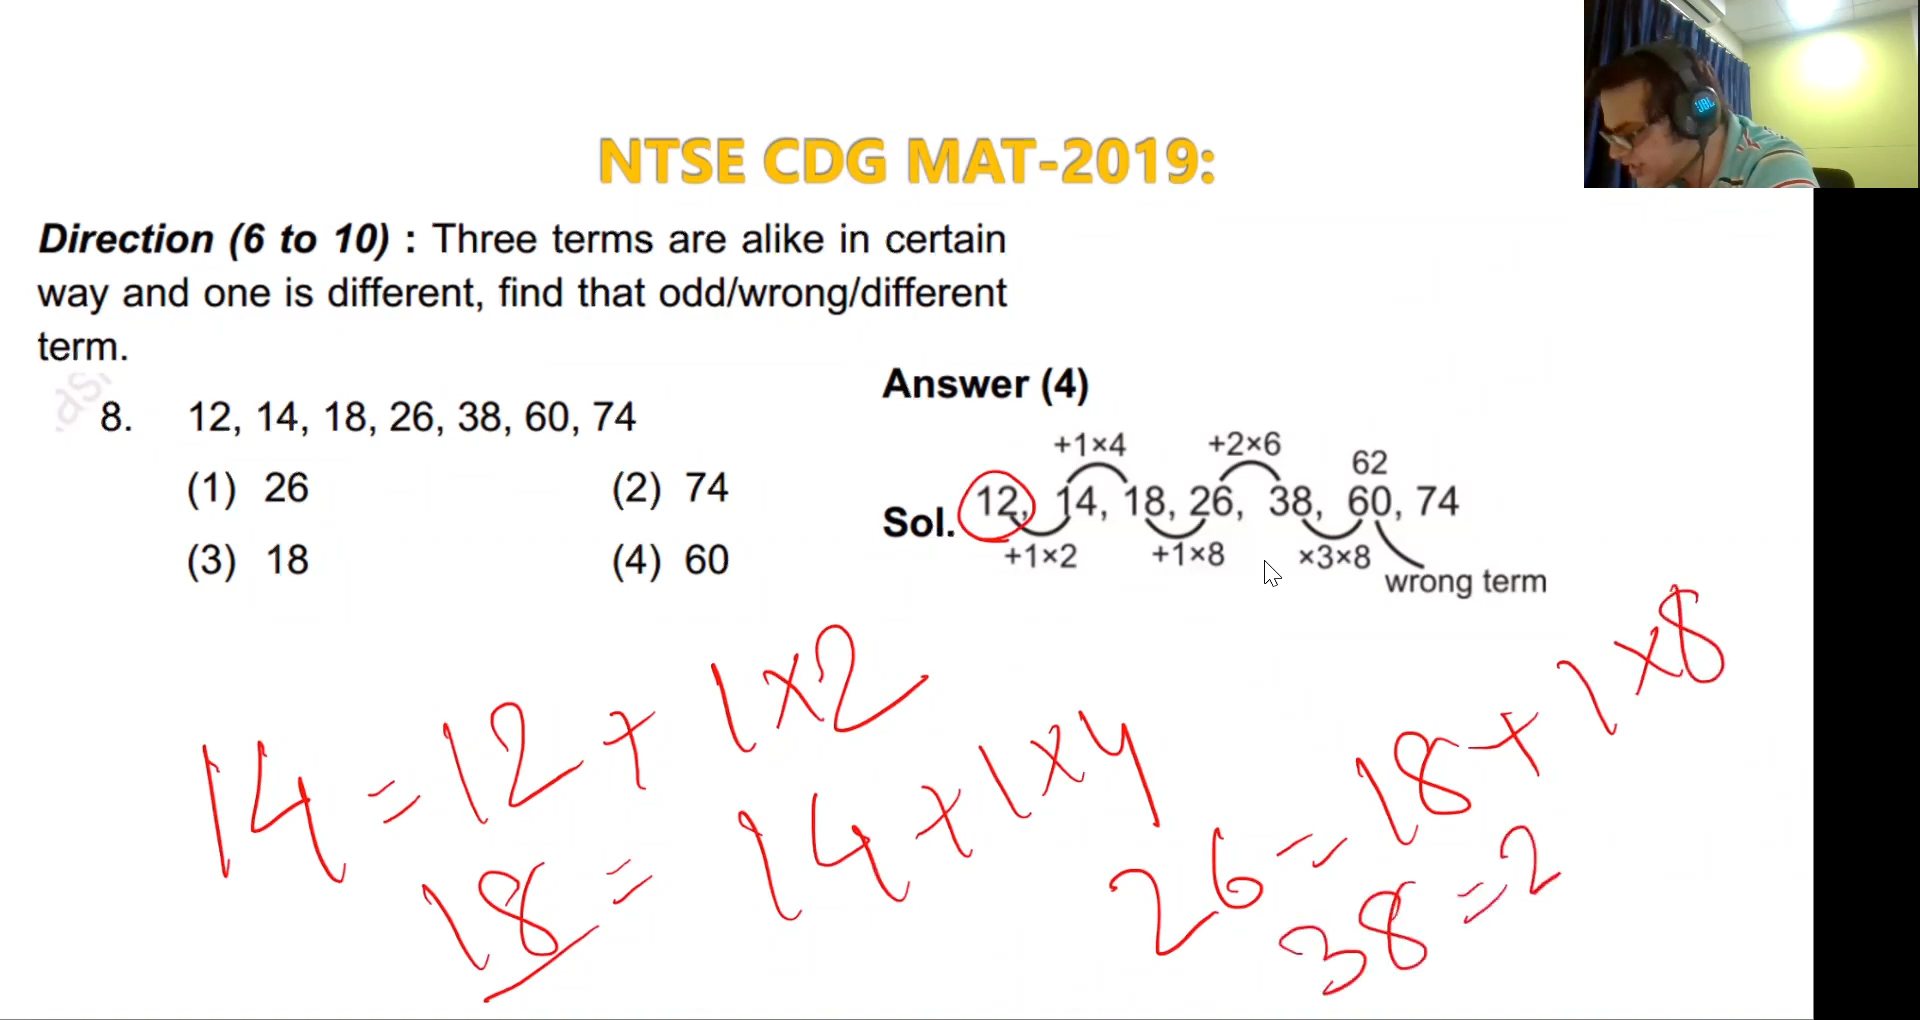 NTSE CDG MAT-2019:
Direction (6 to 10) : Three terms are alike in certain
way and one is different, find that odd/wrong/different
term.
8. 12, 14, 18, 26, 38, 60, 74
(1) 26 (2) 74
(3) 18 (4) 60
Answer (4)
+1×4 +2×6 62
Sol. 12, 14, 18, 26, 38, 60, 74
+1×2 +1×8 ×3×8 wrong term
14 = 12 + 1×2
18 = 14 + 1×4
26 = 18 + 1×8
38 = 2
JBL